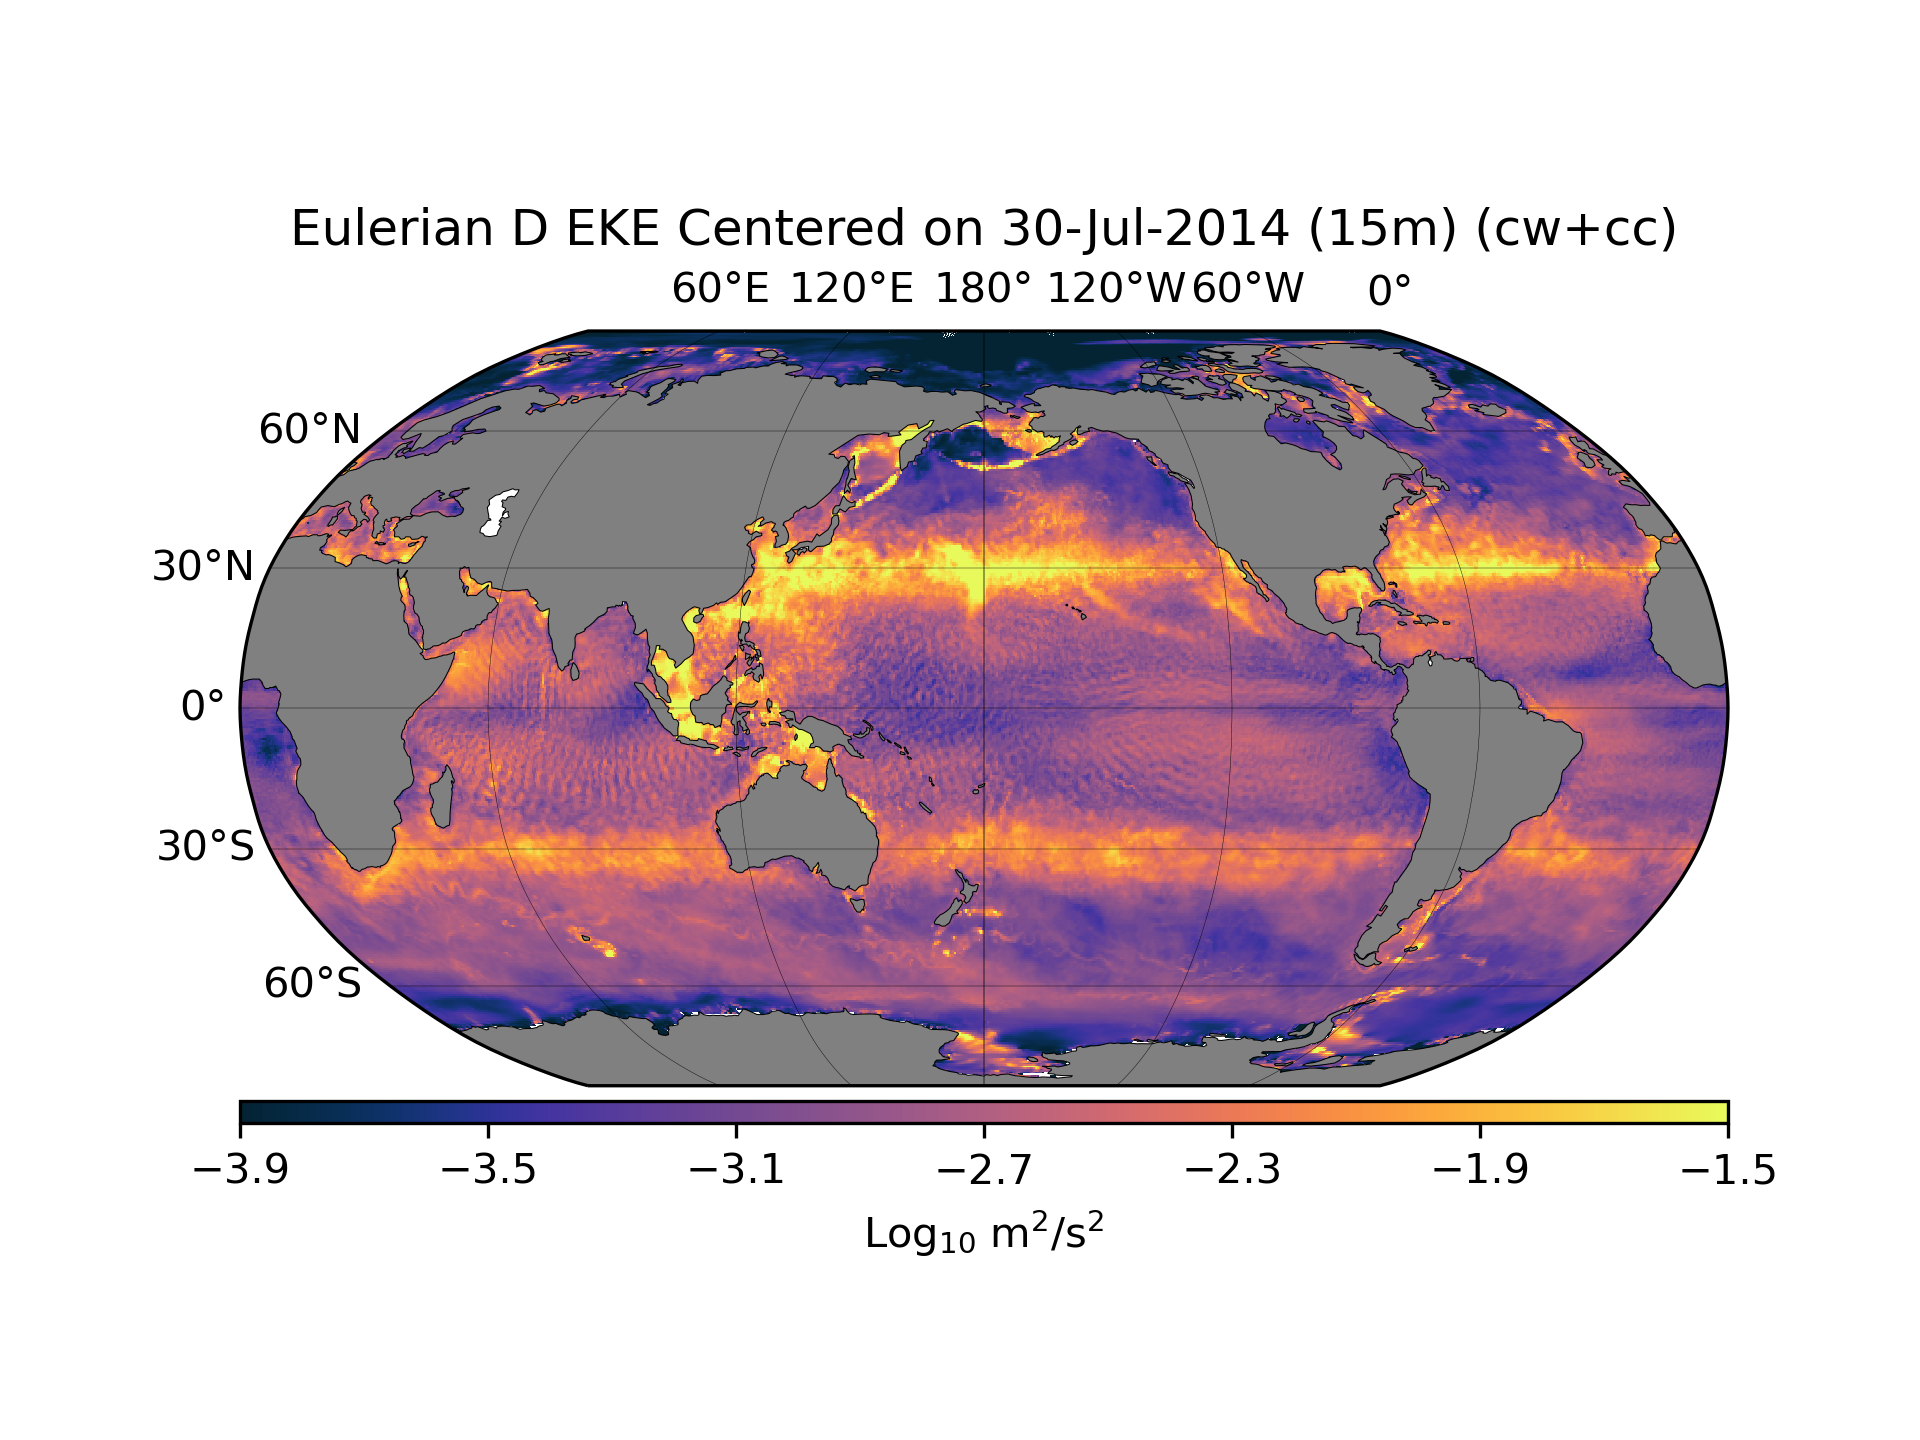 Eulerian D EKE Centered on 30-Jul-2014 (15m) (cw+cc)
60°E 120°E 180° 120°W 60°W 0°
60°N
30°N
0°
30°S
60°S
−3.9 −3.5 −3.1 −2.7 −2.3 −1.9 −1.5
Log₁₀ m²/s²